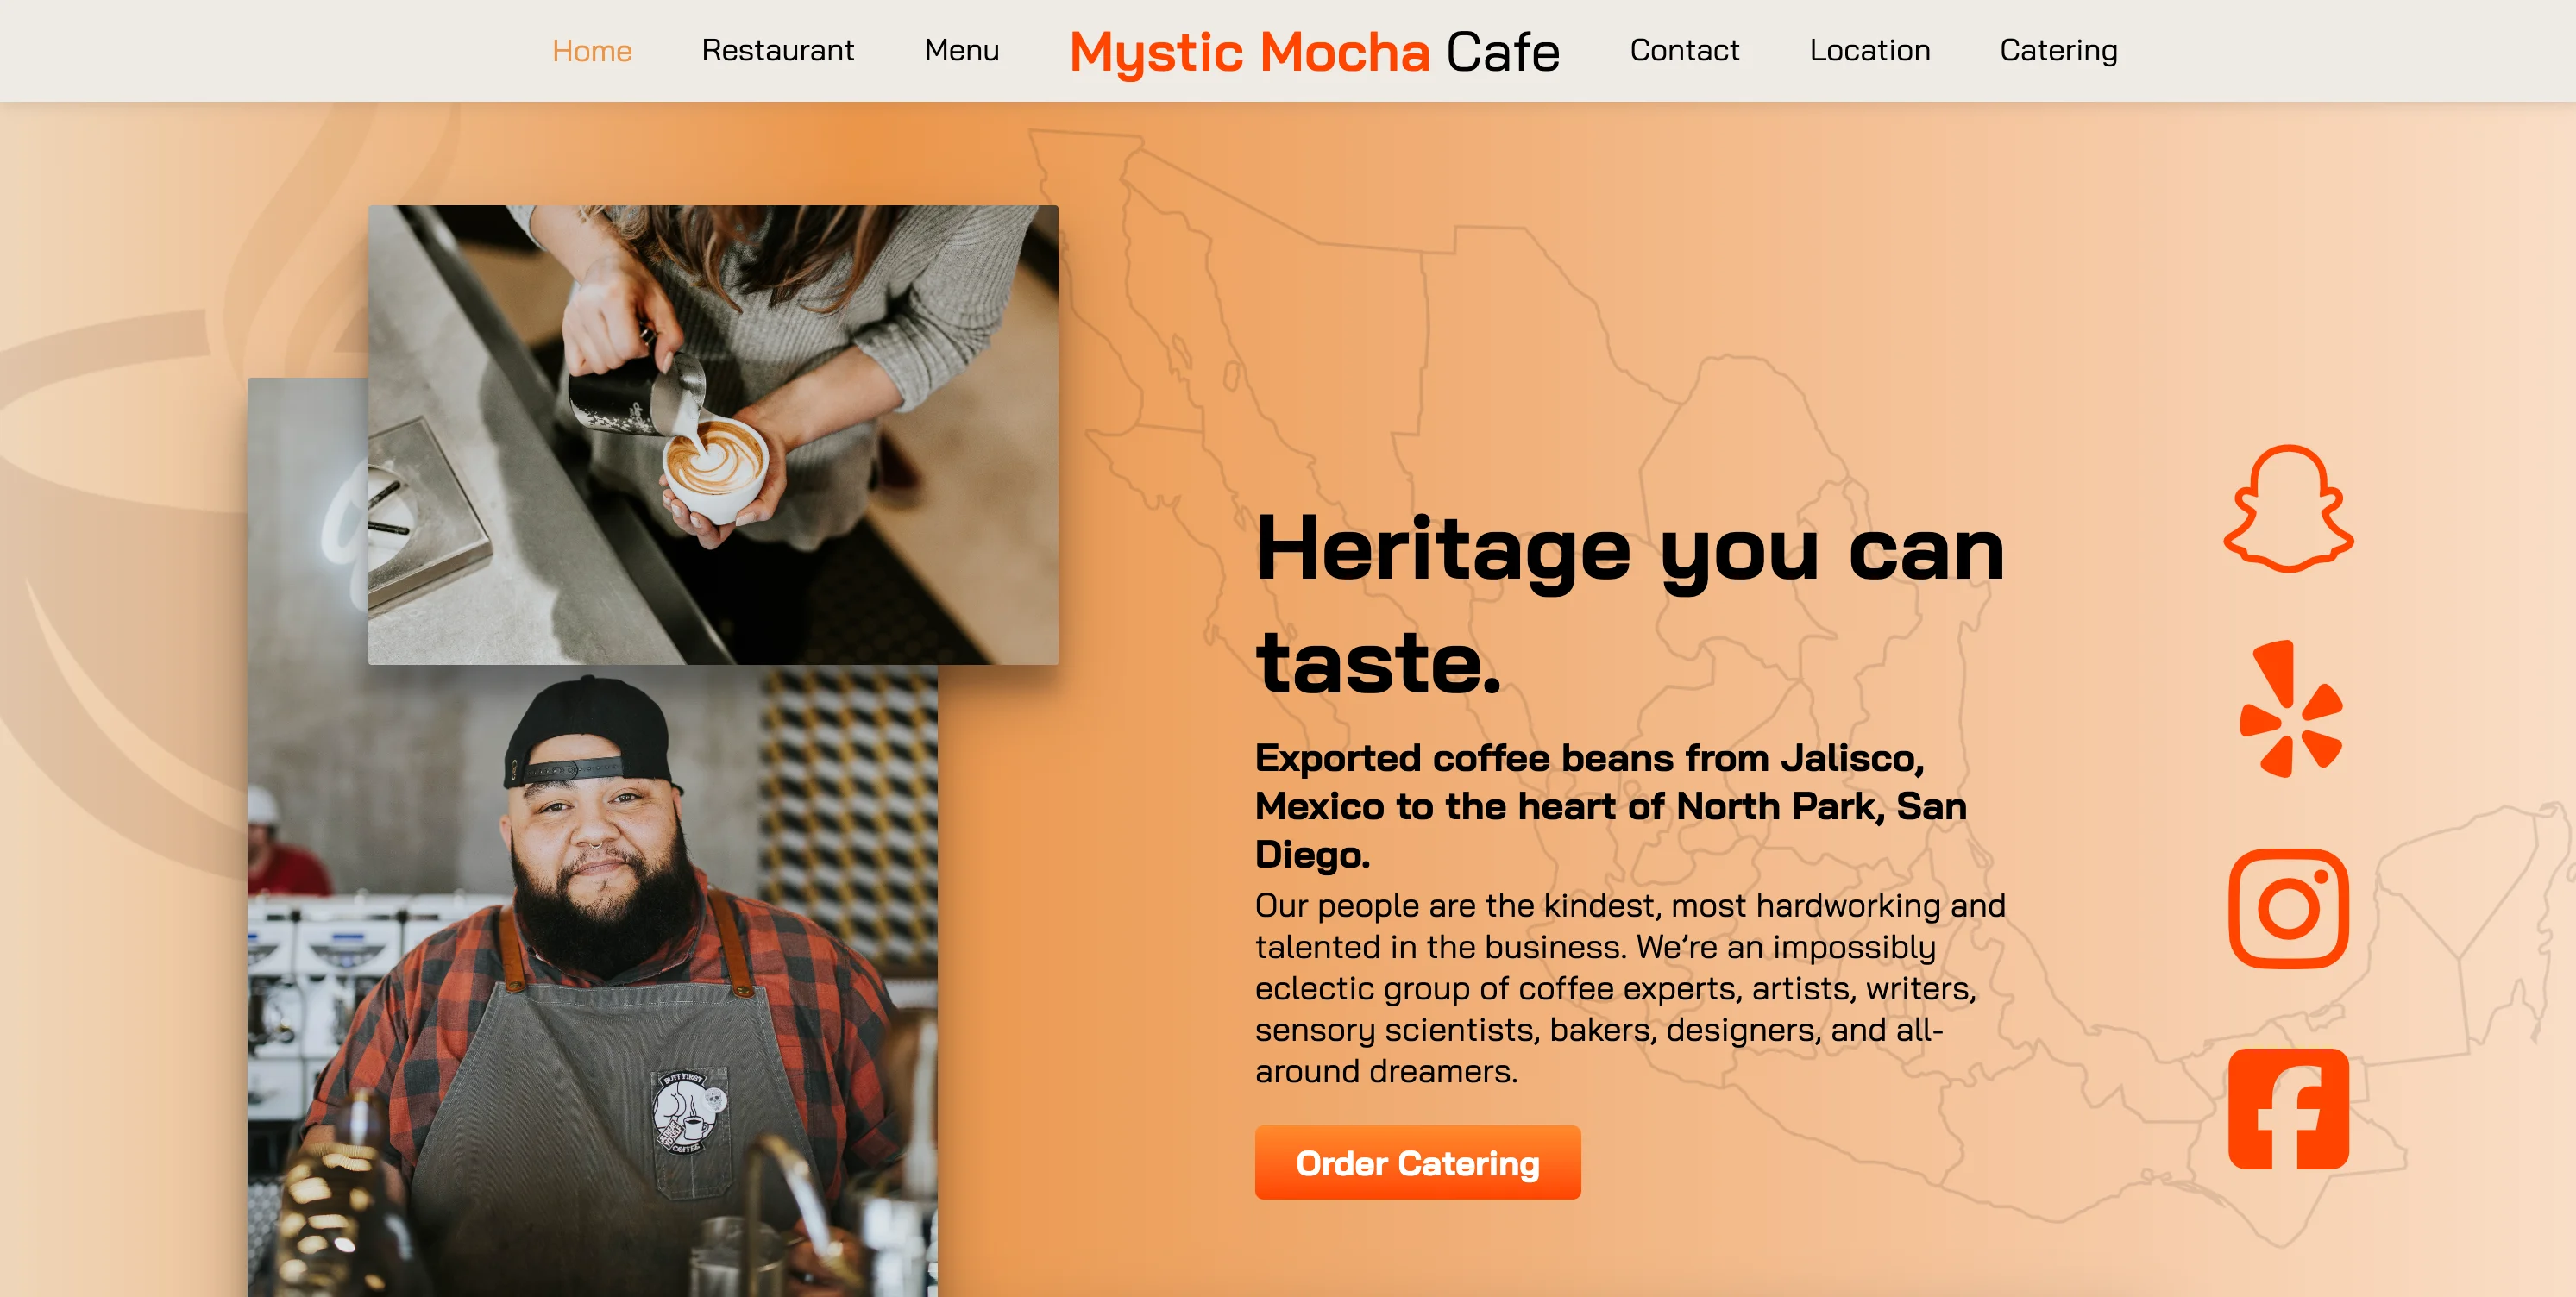 Home Restaurant Menu Mystic Mocha Cafe Contact Location Catering
Heritage you can
taste.
Exported coffee beans from Jalisco,
Mexico to the heart of North Park, San
Diego.
Our people are the kindest, most hardworking and
talented in the business. We’re an impossibly
eclectic group of coffee experts, artists, writers,
sensory scientists, bakers, designers, and all-
around dreamers.
Order Catering
BUTT FIRST
COFFEE